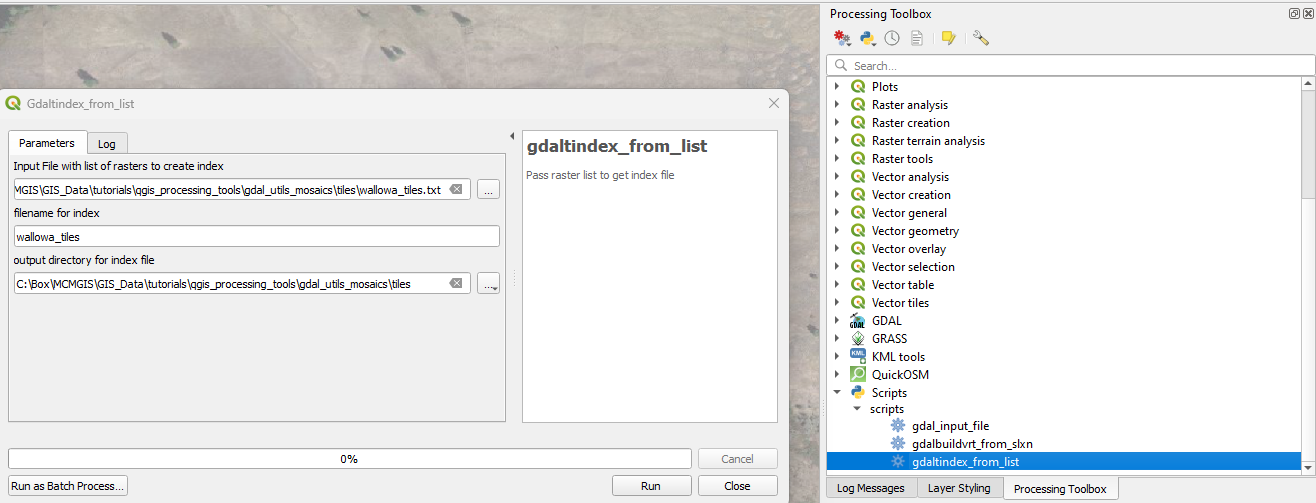 Gdaltindex_from_list
Parameters
Log
Input File with list of rasters to create index
MGIS\GIS_Data\tutorials\qgis_processing_tools\gdal_utils_mosaics\tiles\wallowa_tiles.txt
...
filename for index
wallowa_tiles
output directory for index file
C:\Box\MCMGIS\GIS_Data\tutorials\qgis_processing_tools\gdal_utils_mosaics\tiles
...
gdaltindex_from_list
Pass raster list to get index file
0%
Cancel
Run as Batch Process...
Run
Close
Processing Toolbox
Search...
Plots
Raster analysis
Raster creation
Raster terrain analysis
Raster tools
Vector analysis
Vector creation
Vector general
Vector geometry
Vector overlay
Vector selection
Vector table
Vector tiles
GDAL
GDAL
GRASS
KML
KML tools
QuickOSM
Scripts
scripts
gdal_input_file
gdalbuildvrt_from_slxn
gdaltindex_from_list
Log Messages
Layer Styling
Processing Toolbox